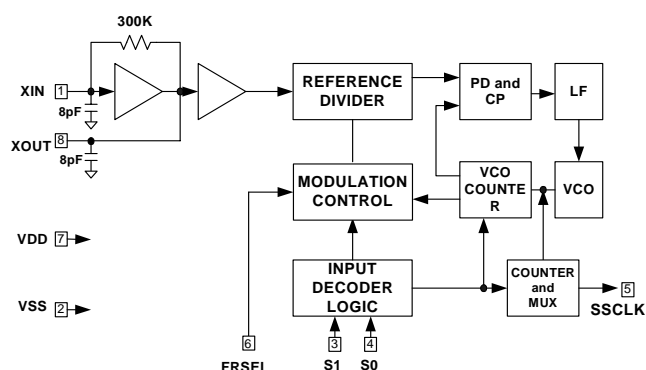 300K
XIN
1
8pF
8
XOUT
8pF
REFERENCE
DIVIDER
PD and
CP
LF
MODULATION
CONTROL
VCO
COUNTE
R
VCO
VDD
7
VSS
2
INPUT
DECODER
LOGIC
COUNTER
and
MUX
5
SSCLK
6
FRSEL
3
S1
4
S0